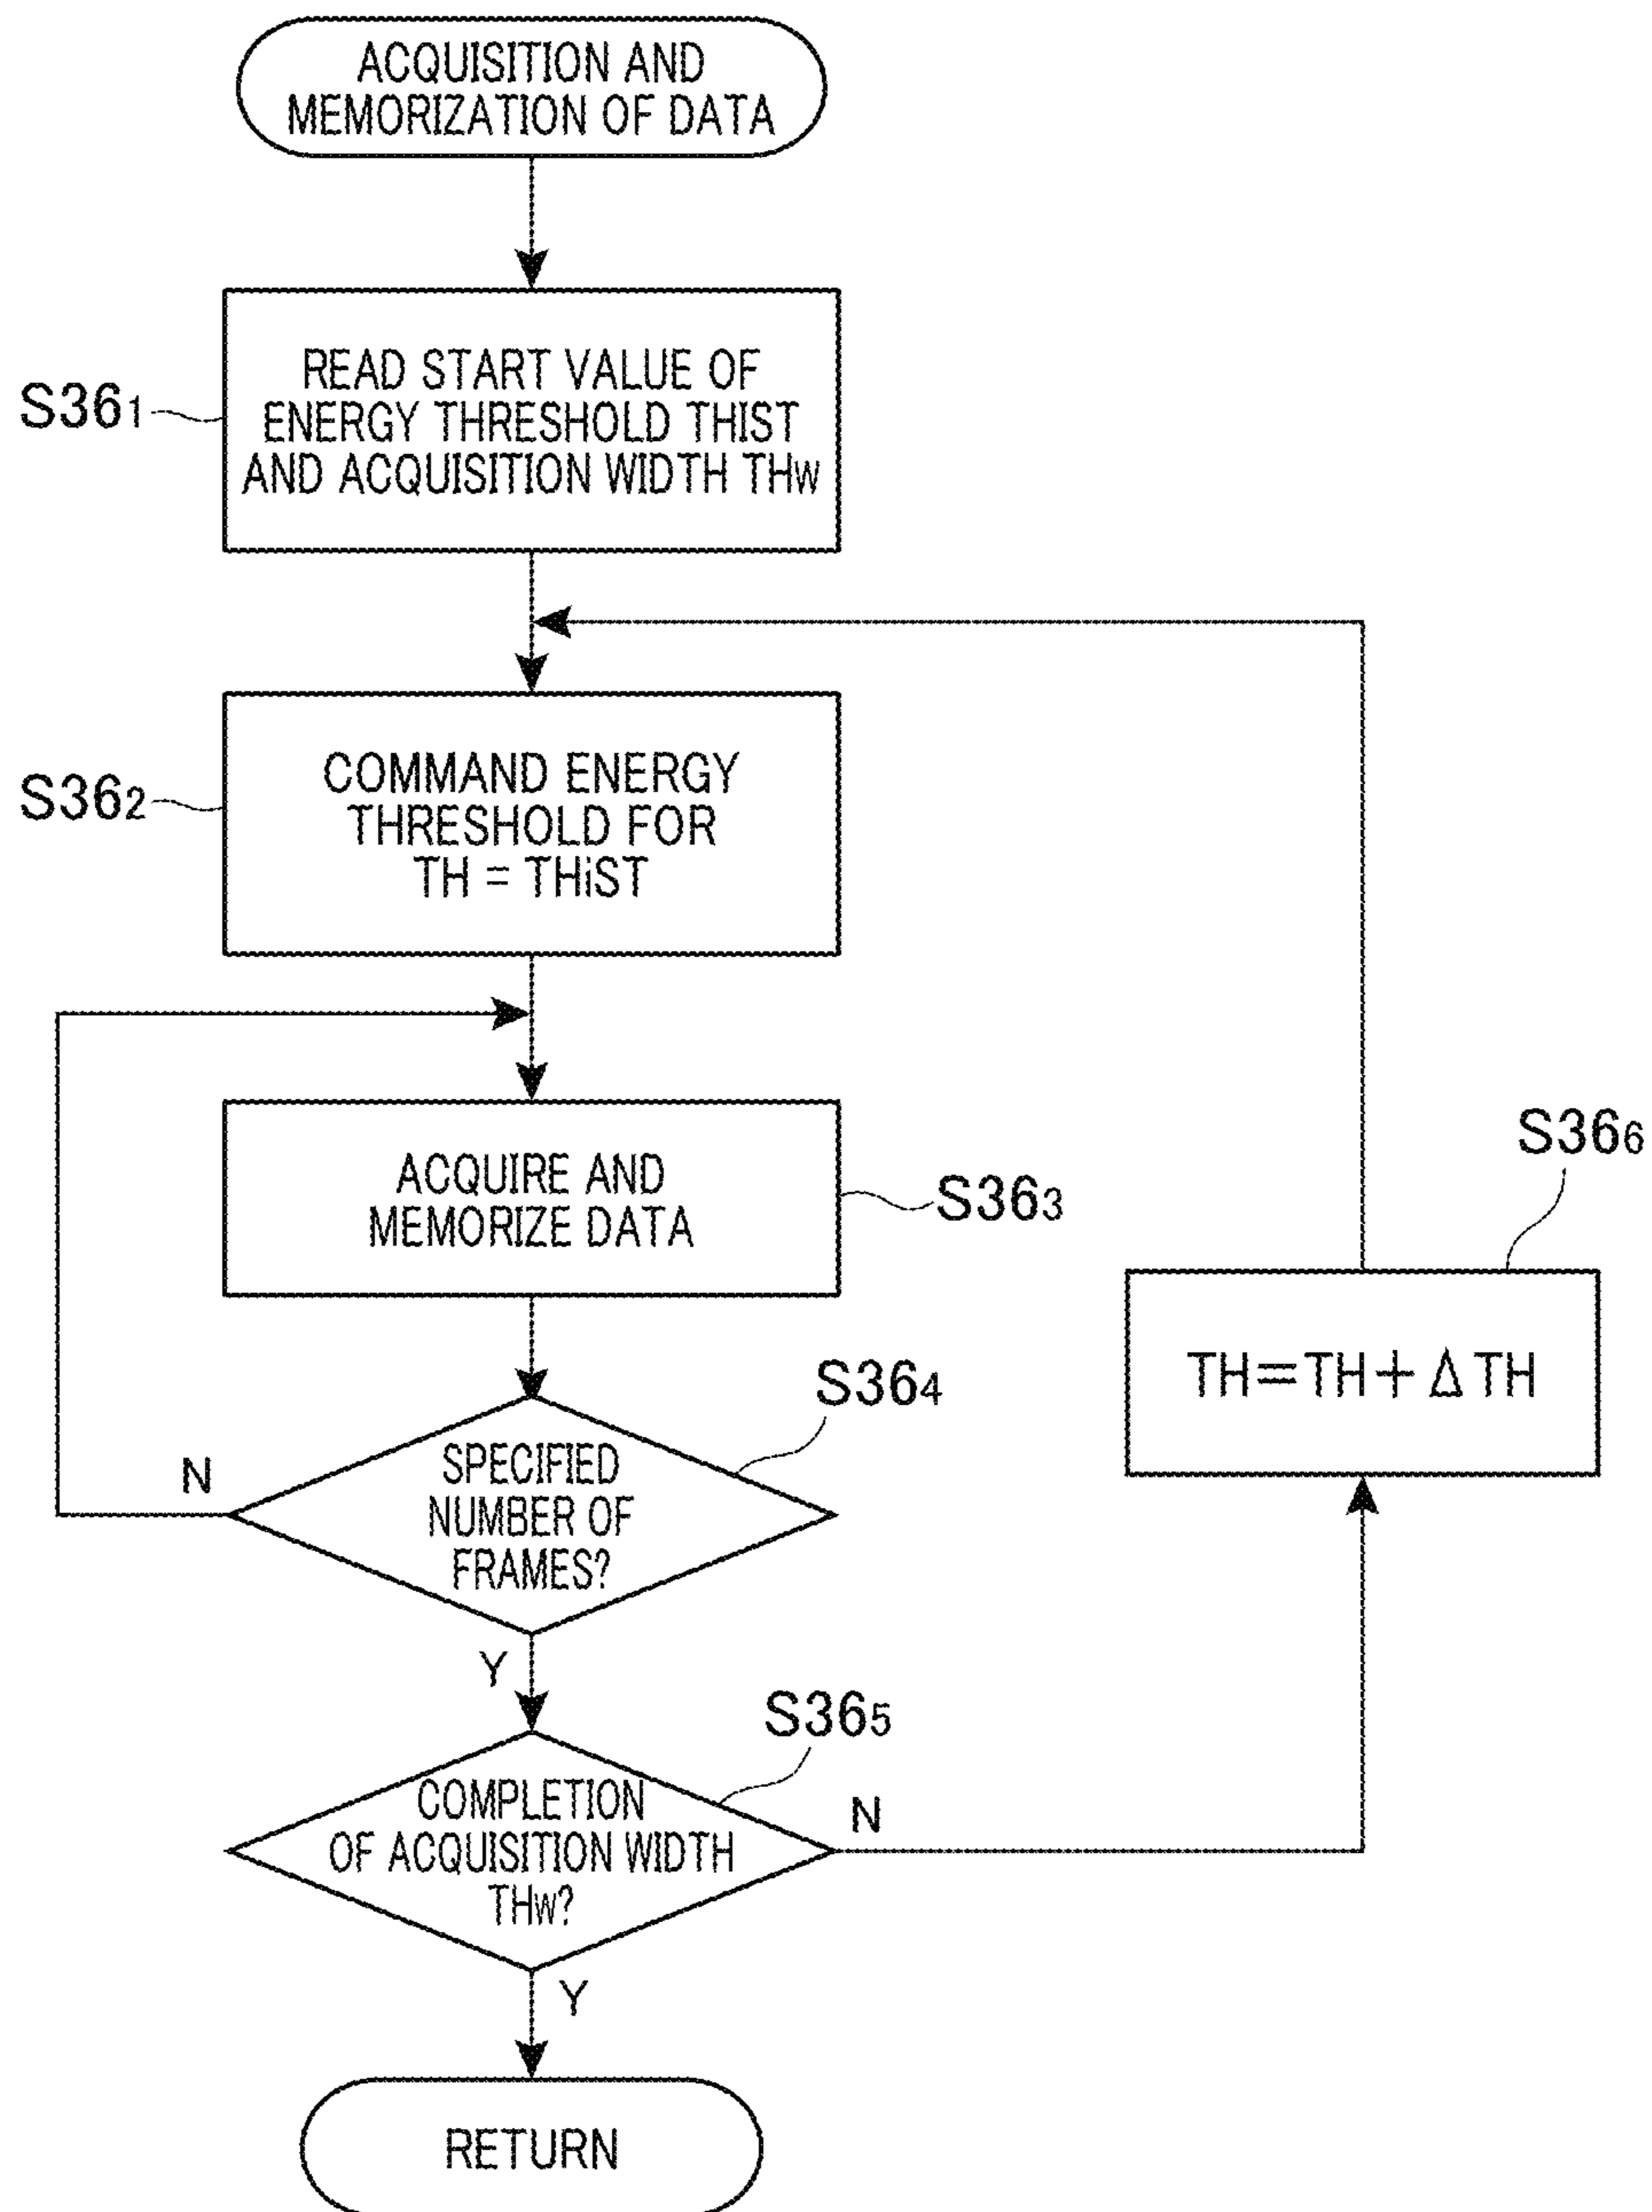 ACQUISITION AND
MEMORIZATION OF DATA
READ START VALUE OF
ENERGY THRESHOLD THIST
AND ACQUISITION WIDTH THW
S361
COMMAND ENERGY
THRESHOLD FOR
TH = THiST
S362
ACQUIRE AND
MEMORIZE DATA
S363
SPECIFIED
NUMBER OF
FRAMES?
S364
N
Y
COMPLETION
OF ACQUISITION WIDTH
THW?
S365
N
Y
S366
TH=TH+ΔTH
RETURN